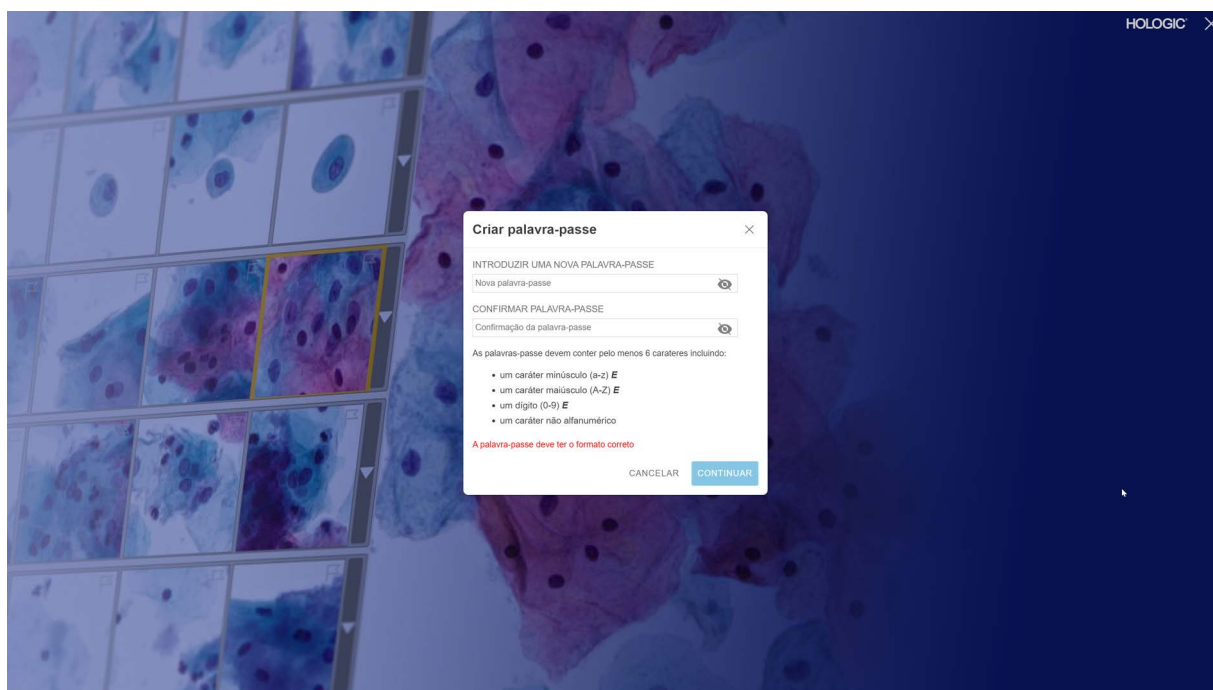 HOLOGIC
Criar palavra-passe
INTRODUZIR UMA NOVA PALAVRA-PASSE
Nova palavra-passe
CONFIRMAR PALAVRA-PASSE
Confirmação da palavra-passe
As palavras-passe devem conter pelo menos 6 carateres incluindo:
• um caráter minúsculo (a-z) E
• um caráter maiúsculo (A-Z) E
• um dígito (0-9) E
• um caráter não alfanumérico
A palavra-passe deve ter o formato correto
CANCELAR CONTINUAR